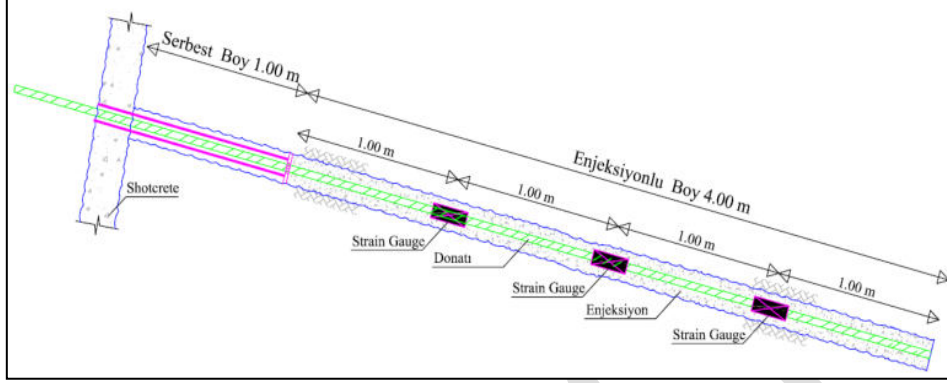 Serbest Boy 1.00 m
Enjeksiyonlu Boy 4.00 m
1.00 m
1.00 m
1.00 m
1.00 m
Shotcrete
Strain Gauge
Donatı
Strain Gauge
Enjeksiyon
Strain Gauge